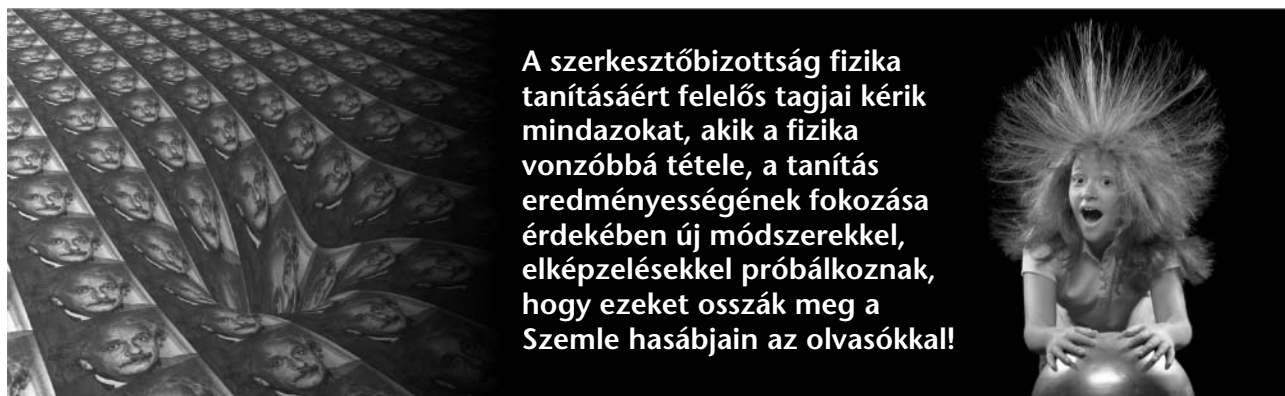 A szerkesztőbizottság fizika
tanításáért felelős tagjai kérik
mindazokat, akik a fizika
vonzóbbá tétele, a tanítás
eredményességének fokozása
érdekében új módszerekkel,
elképzelésekkel próbálkoznak,
hogy ezeket osszák meg a
Szemle hasábjain az olvasókkal!